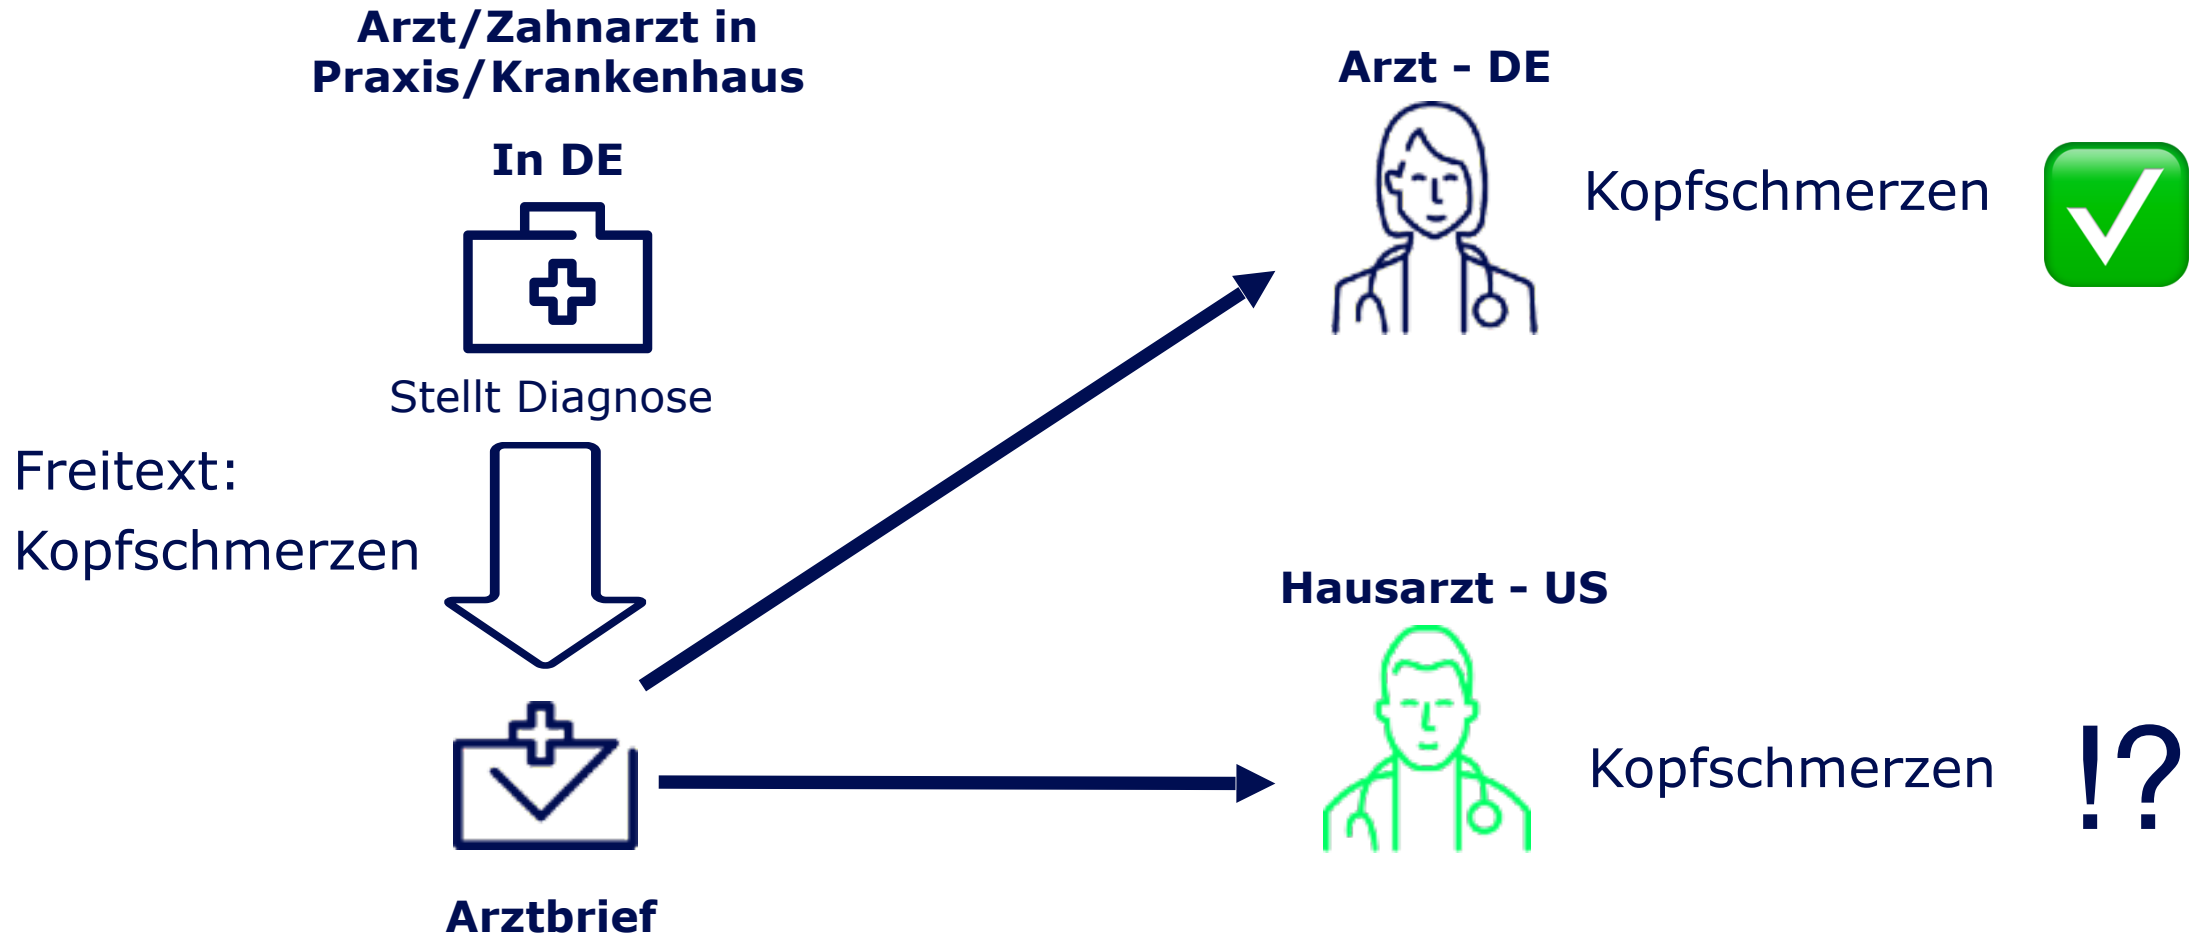 Arzt/Zahnarzt in
Praxis/Krankenhaus
In DE
Stellt Diagnose
Freitext:
Kopfschmerzen
Arztbrief
Arzt - DE
Kopfschmerzen
Hausarzt - US
Kopfschmerzen
!?